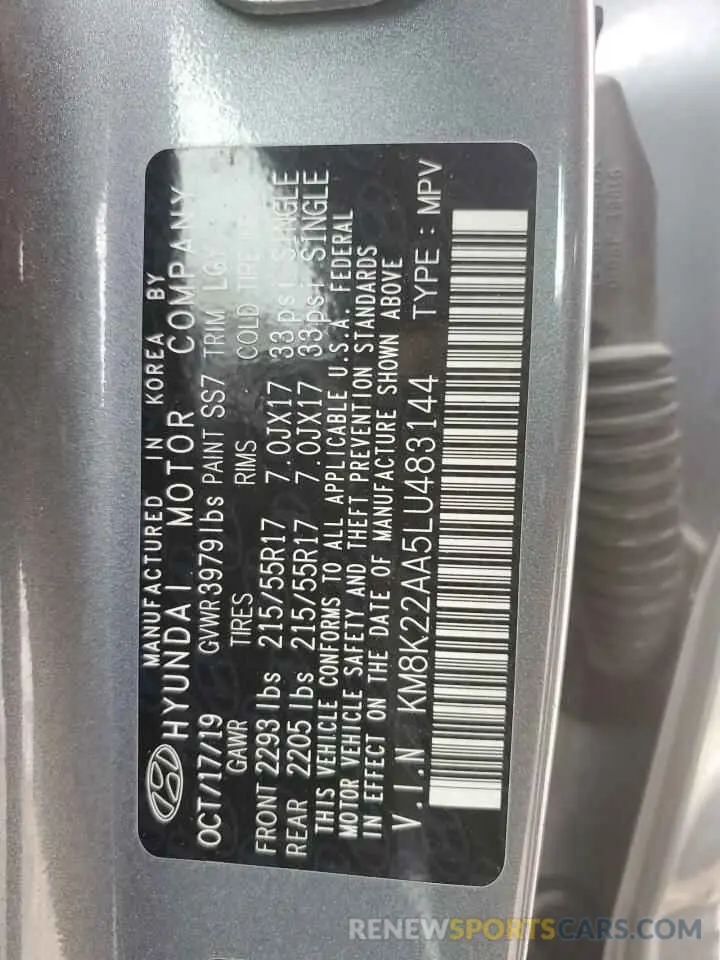 MANUFACTURED IN KOREA BY
HYUNDAI MOTOR COMPANY
OCT/17/19 GVWR 3979 lbs PAINT SS7 TRIM LGY
GAWR TIRES RIMS COLD TIRE
FRONT 2293 lbs 215/55R17 7.0JX17 33 psi SINGLE
REAR 2205 lbs 215/55R17 7.0JX17 33 psi SINGLE
THIS VEHICLE CONFORMS TO ALL APPLICABLE U.S.A. FEDERAL
MOTOR VEHICLE SAFETY AND THEFT PREVENTION STANDARDS
IN EFFECT ON THE DATE OF MANUFACTURE SHOWN ABOVE
V.I.N KM8K22AA5LU483144 TYPE : MPV
RENEWSPORTSCARS.COM